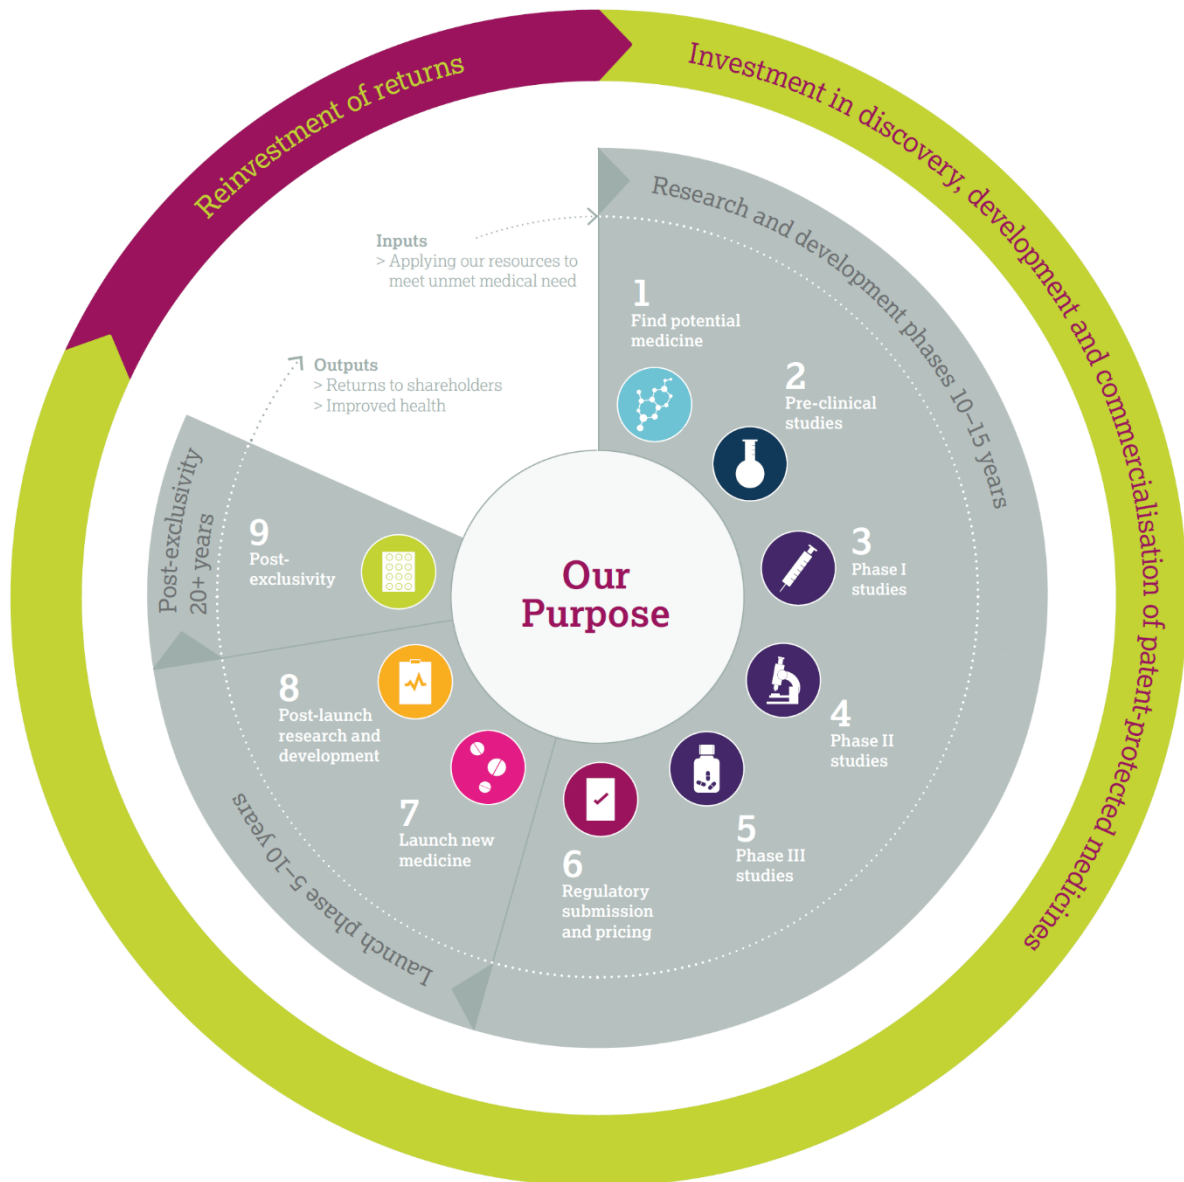 Reinvestment of returns
Investment in discovery, development and commercialisation of patent-protected medicines
Research and development phases 10–15 years
Inputs
> Applying our resources to
meet unmet medical need
1
Find potential
medicine
2
Pre-clinical
studies
3
Phase I
studies
4
Phase II
studies
5
Phase III
studies
6
Regulatory
submission
and pricing
Launch phase 5–10 years
7
Launch new
medicine
8
Post-launch
research and
development
Post-exclusivity
20+ years
9
Post-
exclusivity
Outputs
> Returns to shareholders
> Improved health
Our
Purpose